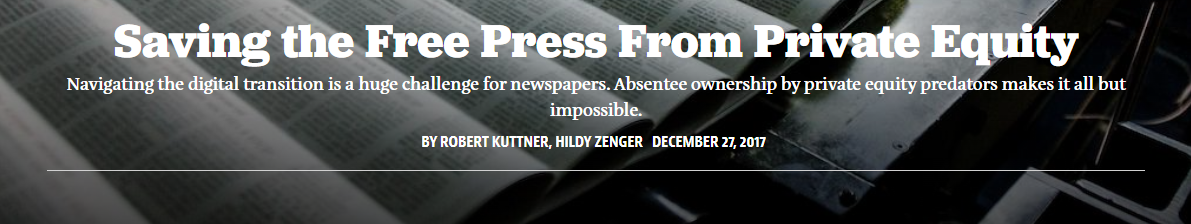 Saving the Free Press From Private Equity
Navigating the digital transition is a huge challenge for newspapers. Absentee ownership by private equity predators makes it all but
impossible.
BY ROBERT KUTTNER, HILDY ZENGER DECEMBER 27, 2017